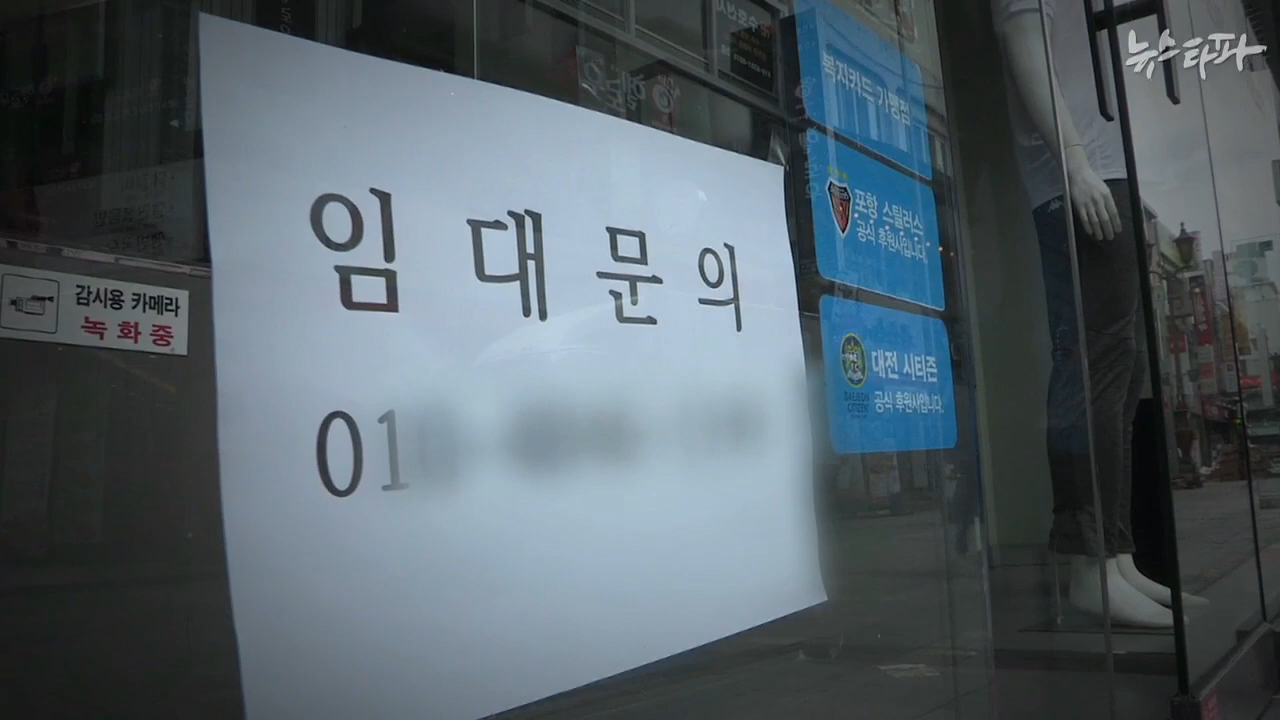 뉴스타파
복지카드 가맹점
포항 스틸러스
공식 후원사입니다.
대전 시티즌
공식 후원사입니다.
DAEJEON
CITIZEN
임대문의
01
감시용 카메라
녹화중